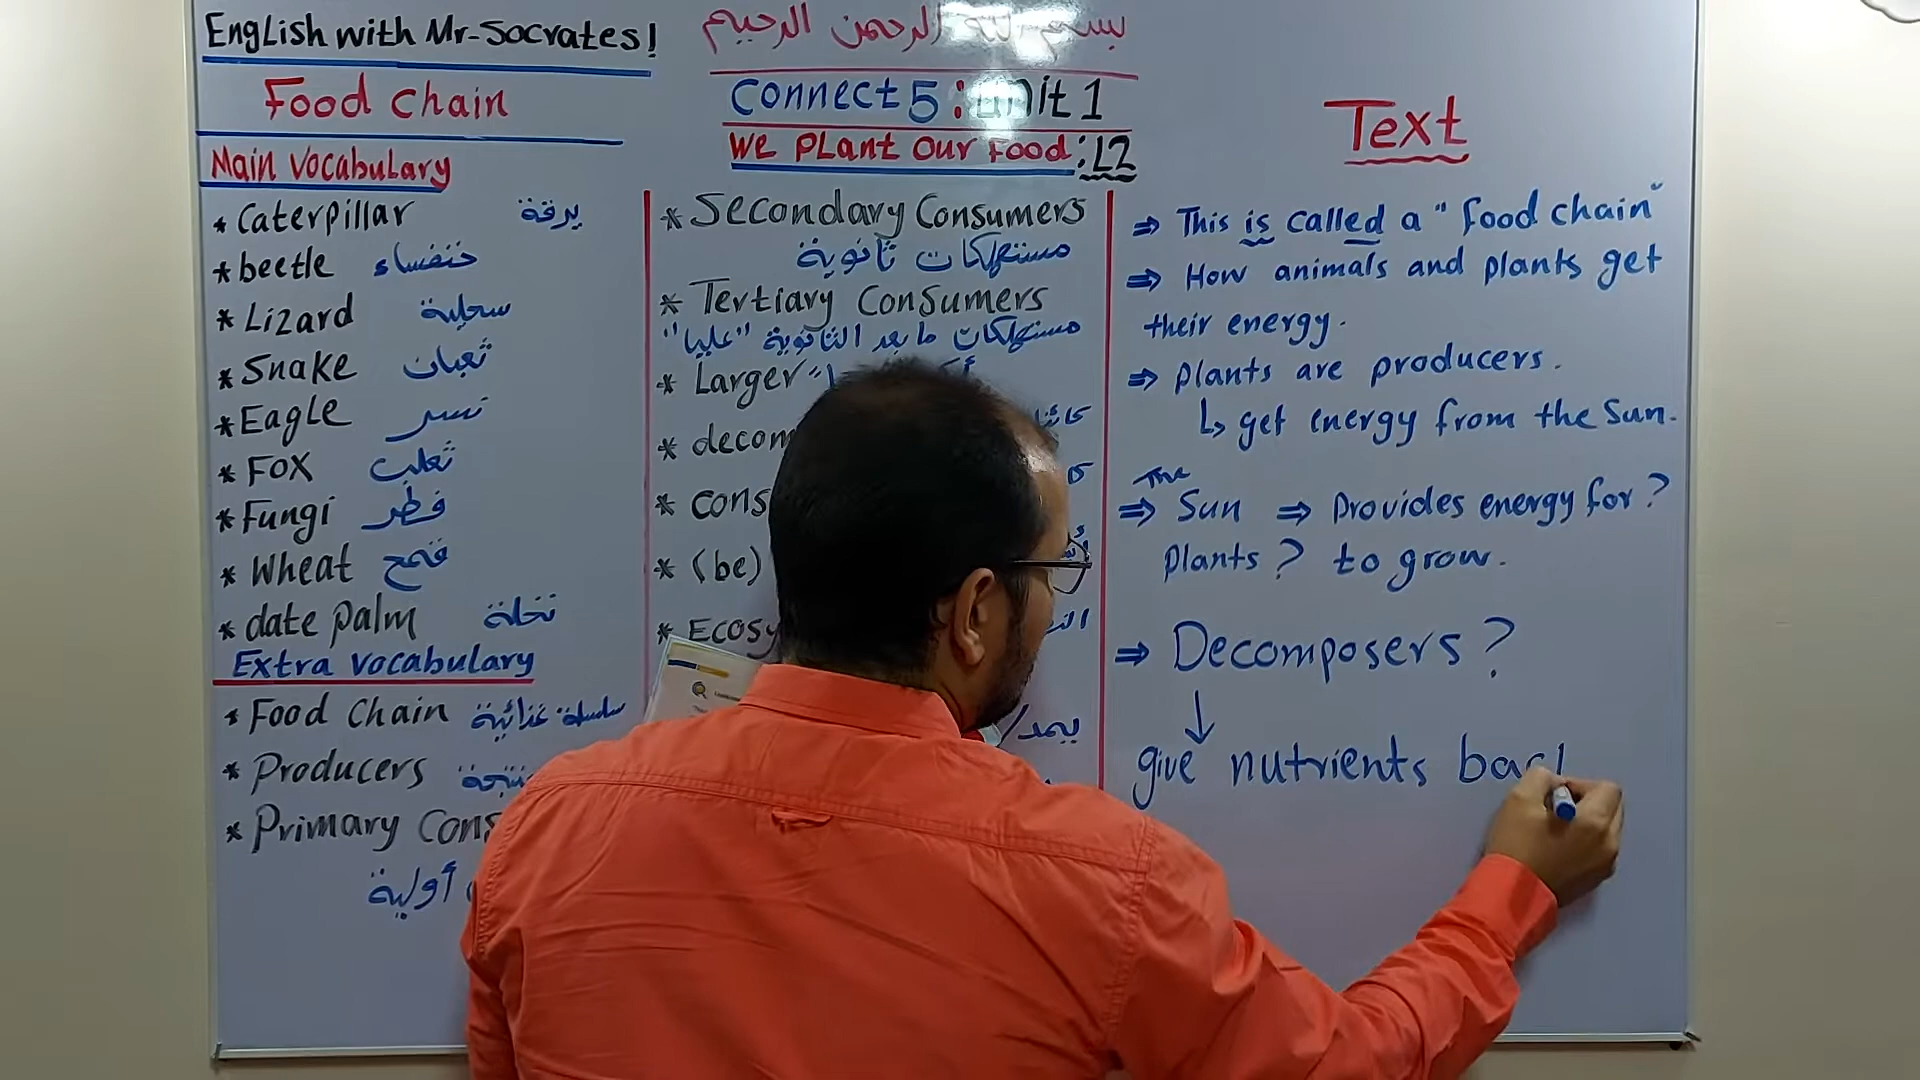 English with Mr-Socrates!
Food Chain
Main Vocabulary
* Caterpillar يرقة
* beetle خنفساء
* Lizard سحلية
* Snake ثعبان
* Eagle نسر
* Fox ثعلب
* Fungi فطر
* Wheat قمح
* date palm نخلة
Extra Vocabulary
* Food Chain سلسلة غذائية
* Producers
* Primary Cons
أولية
بسم الله الرحمن الرحيم
Connect 5 : Unit 1
We Plant Our Food : L2
* Secondary Consumers
مستهلكات ثانوية
* Tertiary Consumers
مستهلكات ما بعد الثانوية "عليا"
* Larger
* decom
* cons
* (be)
* Ecosy
يمد/
Text
⇒ This is called a "food chain"
⇒ How animals and plants get
their energy.
⇒ plants are producers.
↳ get energy from the Sun.
The
⇒ Sun ⇒ Provides energy for?
plants? to grow.
⇒ Decomposers?
↓
give nutrients bac